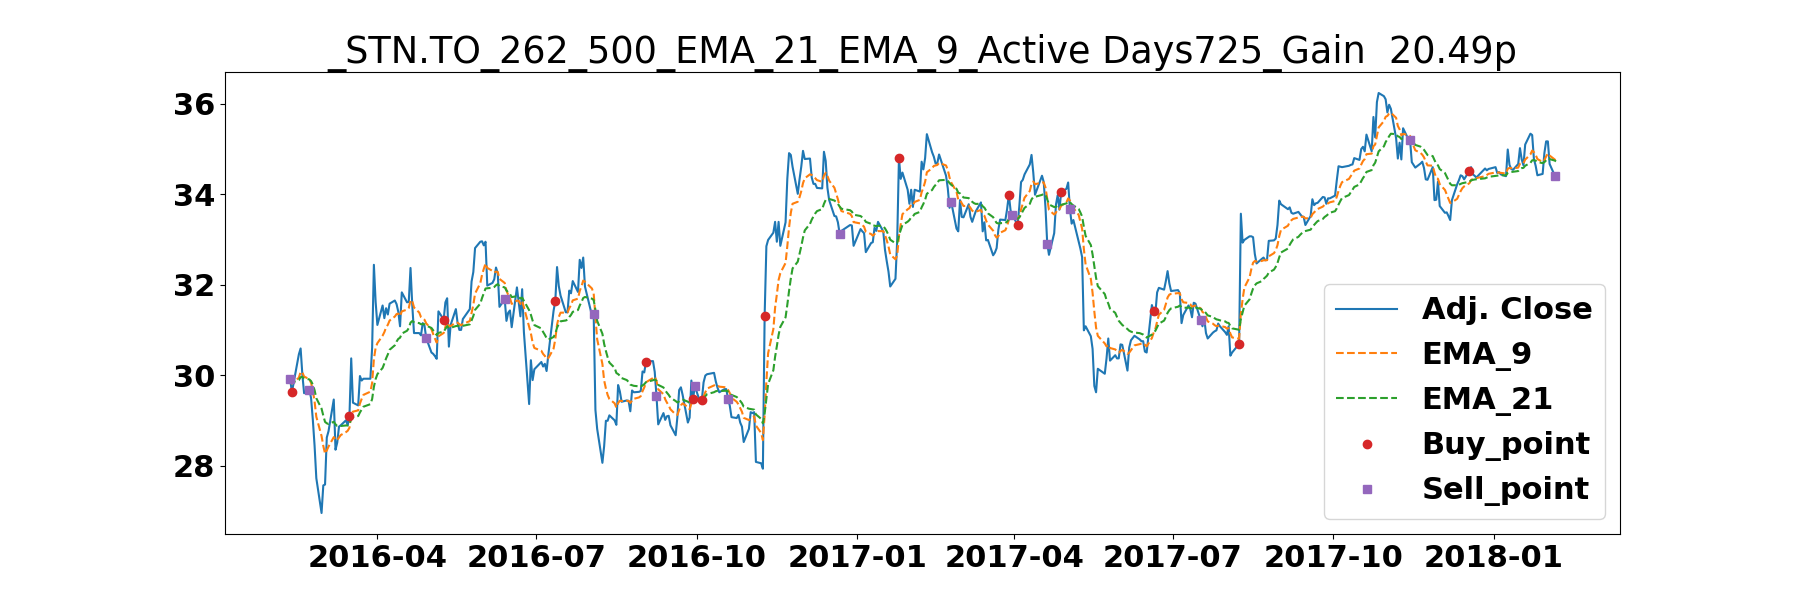 _STN.TO_262_500_EMA_21_EMA_9_Active Days725_Gain  20.49p
36
34
32
30
28
Adj. Close
EMA_9
EMA_21
Buy_point
Sell_point
2016-04 2016-07 2016-10 2017-01 2017-04 2017-07 2017-10 2018-01